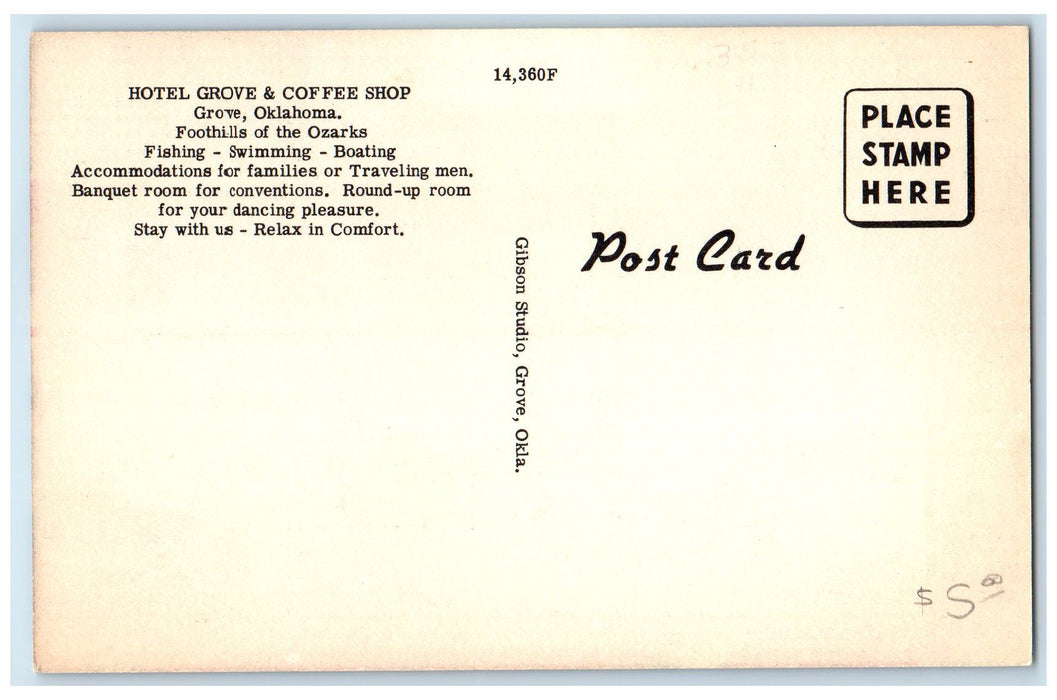 14,360F
HOTEL GROVE & COFFEE SHOP
Grove, Oklahoma.
Foothills of the Ozarks
Fishing - Swimming - Boating
Accommodations for families or Traveling men.
Banquet room for conventions. Round-up room
for your dancing pleasure.
Stay with us - Relax in Comfort.
Gibson Studio, Grove, Okla.
PLACE
STAMP
HERE
Post Card
$ 5 00